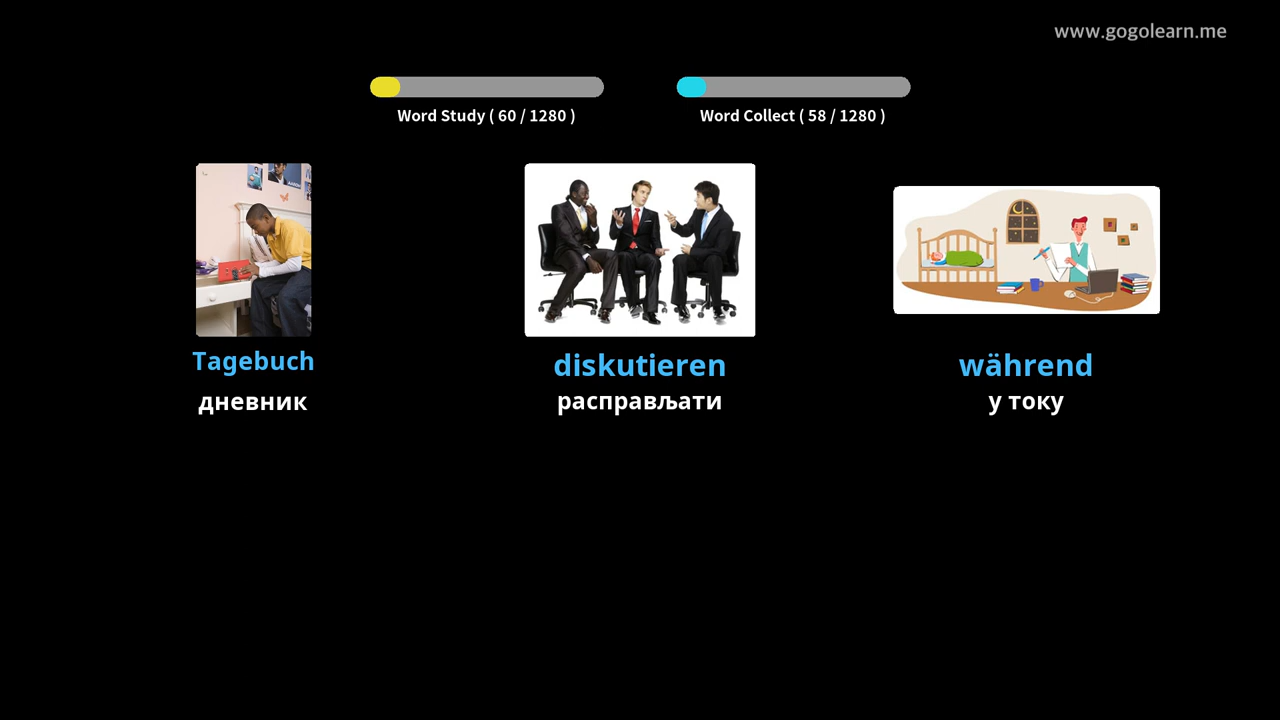 www.gogolearn.me
Word Study ( 60 / 1280 )
Word Collect ( 58 / 1280 )
Tagebuch
дневник
diskutieren
расправљати
während
у току